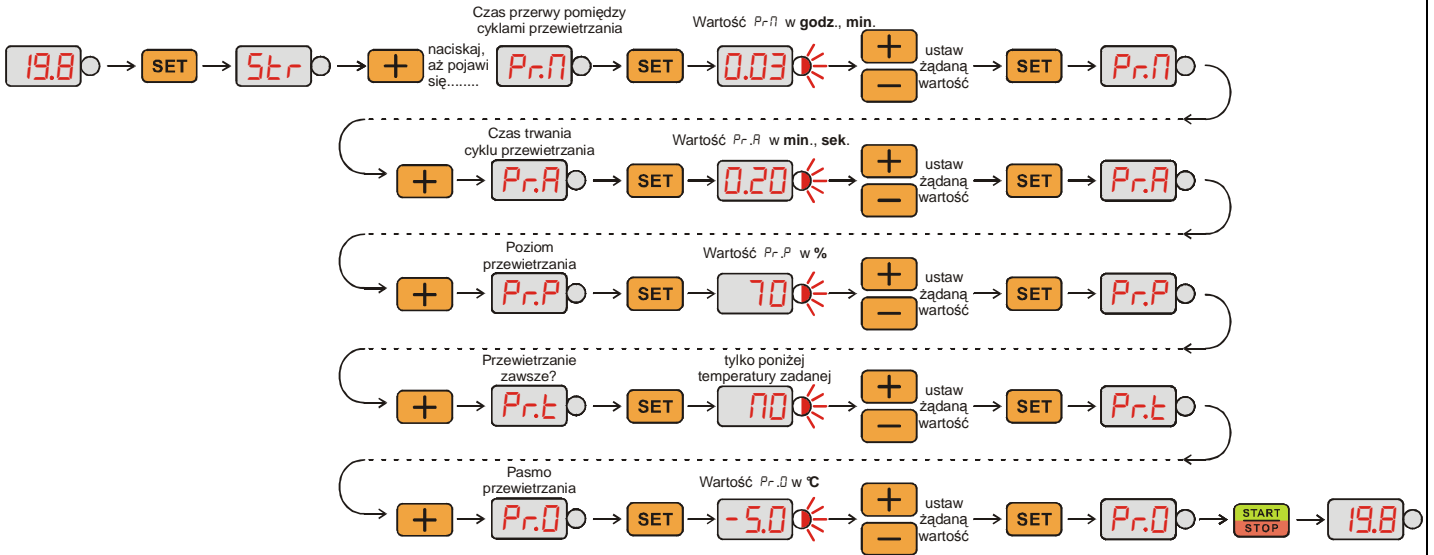 Czas przerwy pomiędzy
cyklami przewietrzania
Wartość Pr.П w godz., min.
19.8
SET
Str
+
naciskaj,
aż pojawi
się........
Pr.П
SET
0.03
+
−
ustaw
żądaną
wartość
SET
Pr.П
Czas trwania
cyklu przewietrzania
Wartość Pr.A w min., sek.
+
Pr.A
SET
0.20
+
−
ustaw
żądaną
wartość
SET
Pr.A
Poziom
przewietrzania
Wartość Pr.P w %
+
Pr.P
SET
70
+
−
ustaw
żądaną
wartość
SET
Pr.P
Przewietrzanie
zawsze?
tylko poniżej
temperatury zadanej
+
Pr.t
SET
П0
+
−
ustaw
żądaną
wartość
SET
Pr.t
Pasmo
przewietrzania
Wartość Pr.0 w °C
+
Pr.0
SET
-5.0
+
−
ustaw
żądaną
wartość
SET
Pr.0
START
STOP
19.8